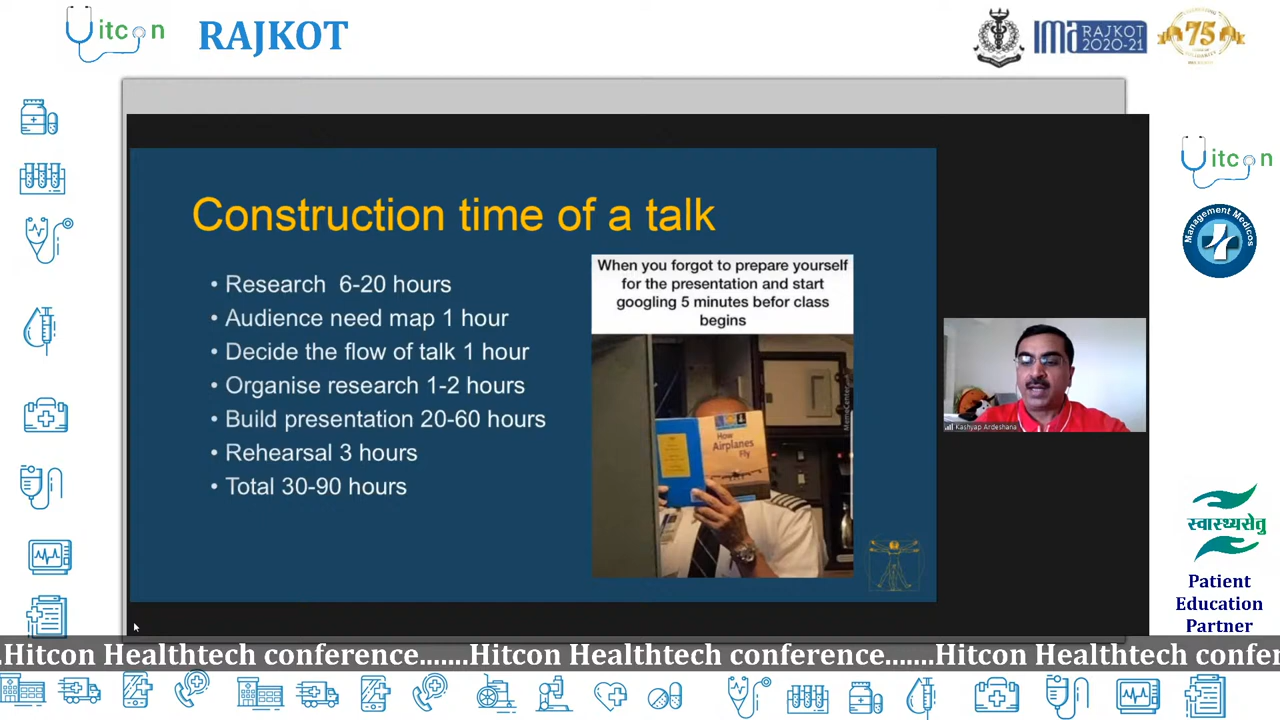 itcon
RAJKOT
IMA RAJKOT
2020-21
75
Construction time of a talk
• Research 6-20 hours
• Audience need map 1 hour
• Decide the flow of talk 1 hour
• Organise research 1-2 hours
• Build presentation 20-60 hours
• Rehearsal 3 hours
• Total 30-90 hours
When you forgot to prepare yourself
for the presentation and start
googling 5 minutes befor class
begins
How
Airplanes
Fly
Kashyap Ardeshana
itcon
Management Medicos
स्वास्थ्यसेतु
Patient
Education
Partner
.Hitcon Healthtech conference.......Hitcon Healthtech conference.......Hitcon Healthtech confer